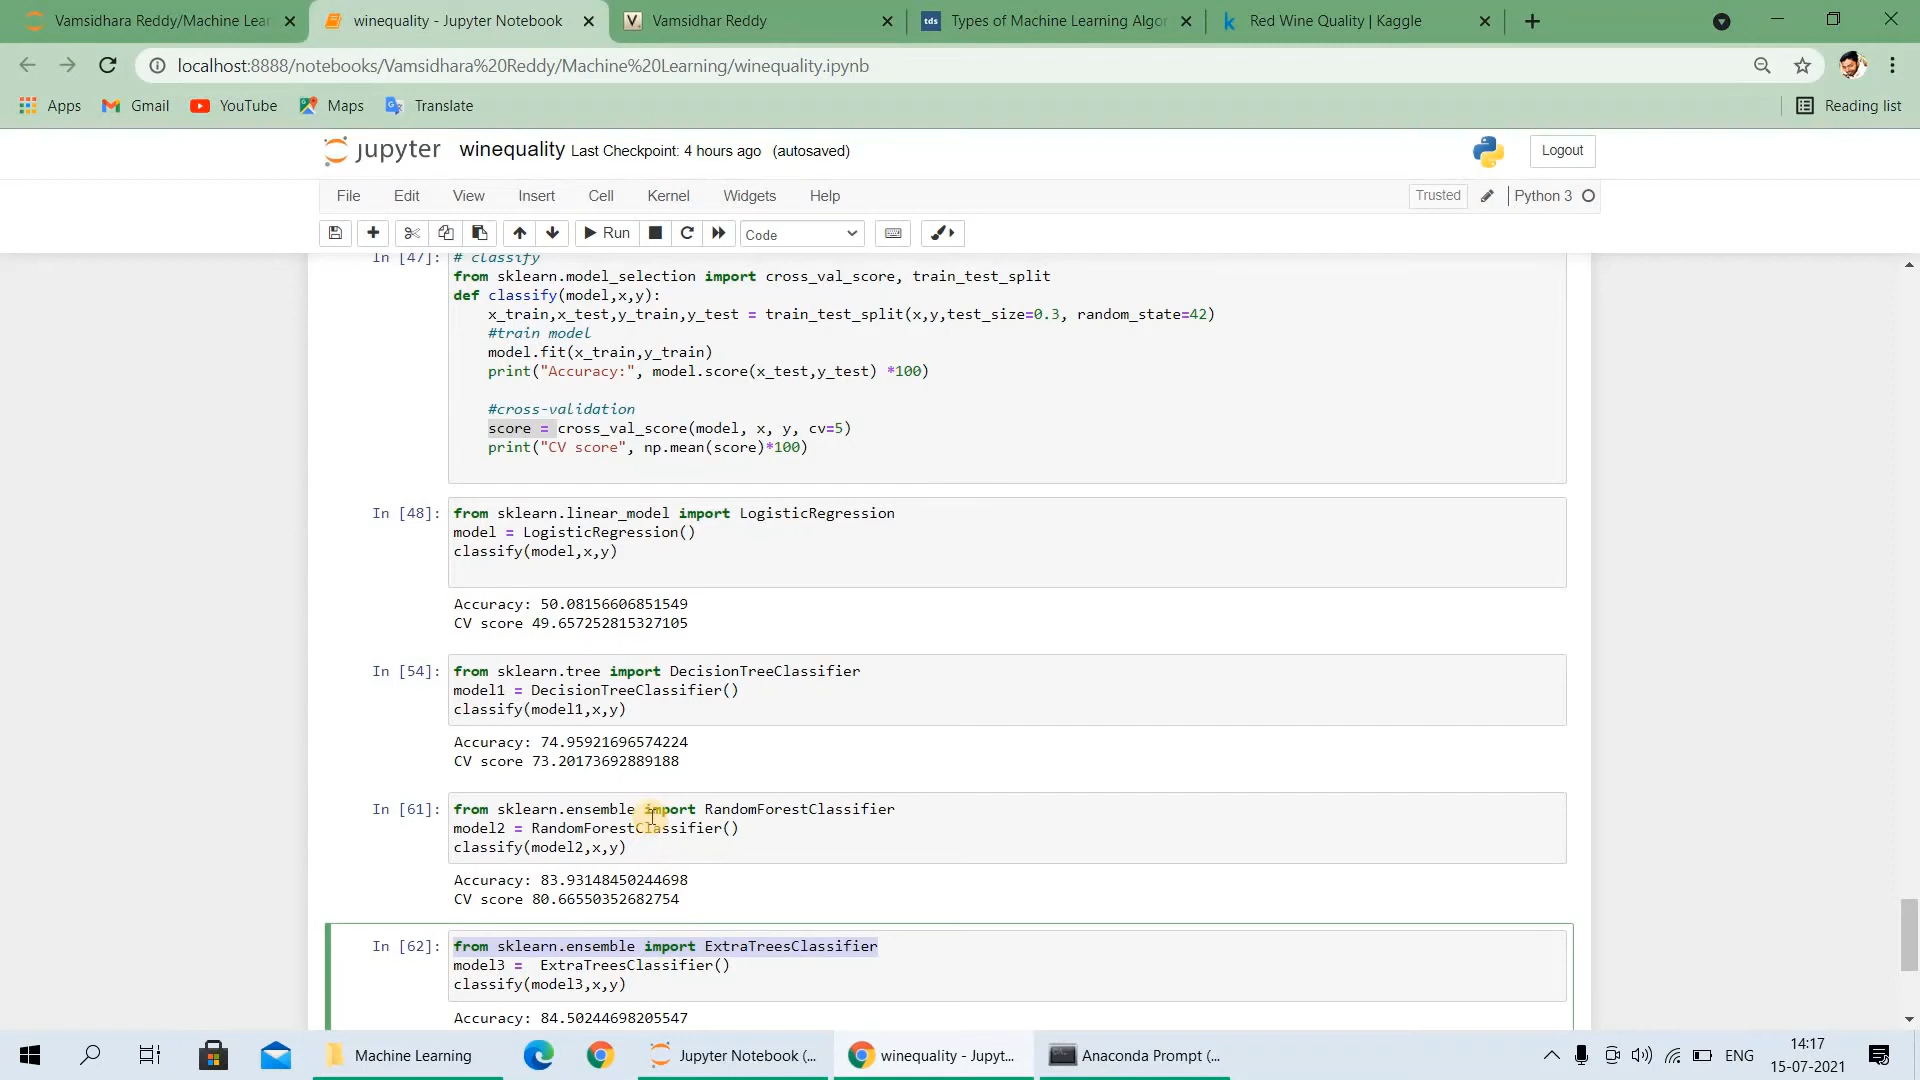 Vamsidhara Reddy/Machine Lear
winequality - Jupyter Notebook
Vamsidhar Reddy
tds
Types of Machine Learning Algor
Red Wine Quality | Kaggle
localhost:8888/notebooks/Vamsidhara%20Reddy/Machine%20Learning/winequality.ipynb
Apps
Gmail
YouTube
Maps
Translate
Reading list
jupyter
winequality Last Checkpoint: 4 hours ago (autosaved)
Logout
File
Edit
View
Insert
Cell
Kernel
Widgets
Help
Trusted
Python 3
Run
Code
In [47]: # classify
from sklearn.model_selection import cross_val_score, train_test_split
def classify(model,x,y):
x_train,x_test,y_train,y_test = train_test_split(x,y,test_size=0.3, random_state=42)
#train model
model.fit(x_train,y_train)
print("Accuracy:", model.score(x_test,y_test) *100)
#cross-validation
score = cross_val_score(model, x, y, cv=5)
print("CV score", np.mean(score)*100)
In [48]: from sklearn.linear_model import LogisticRegression
model = LogisticRegression()
classify(model,x,y)
Accuracy: 50.08156606851549
CV score 49.657252815327105
In [54]: from sklearn.tree import DecisionTreeClassifier
model1 = DecisionTreeClassifier()
classify(model1,x,y)
Accuracy: 74.95921696574224
CV score 73.20173692889188
In [61]: from sklearn.ensemble import RandomForestClassifier
model2 = RandomForestClassifier()
classify(model2,x,y)
Accuracy: 83.93148450244698
CV score 80.66550352682754
In [62]: from sklearn.ensemble import ExtraTreesClassifier
model3 =  ExtraTreesClassifier()
classify(model3,x,y)
Accuracy: 84.50244698205547
Machine Learning
Jupyter Notebook (...
winequality - Jupyt...
Anaconda Prompt (...
ENG
14:17
15-07-2021